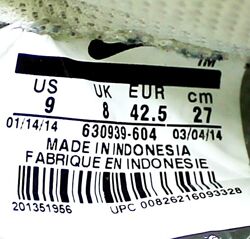 TM
US UK EUR cm
9 8 42.5 27
01/14/14 630939-604 03/04/14
MADE IN INDONESIA
FABRIQUE EN INDONESIE
201351956 UPC 00826216093328